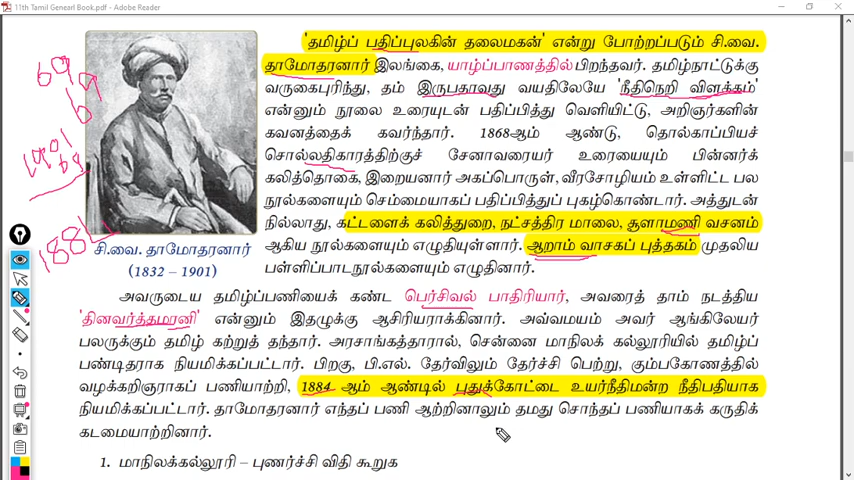 11th Tamil Genearl Book.pdf - Adobe Reader
'தமிழ்ப் பதிப்புலகின் தலைமகன்' என்று போற்றப்படும் சி.வை.
தாமோதரனார் இலங்கை, யாழ்ப்பாணத்தில் பிறந்தவர். தமிழ்நாட்டுக்கு
வருகைபுரிந்து, தம் இருபதாவது வயதிலேயே 'நீதிநெறி விளக்கம்'
என்னும் நூலை உரையுடன் பதிப்பித்து வெளியிட்டு, அறிஞர்களின்
கவனத்தைக் கவர்ந்தார். 1868ஆம் ஆண்டு, தொல்காப்பியச்
சொல்லதிகாரத்திற்குச் சேனாவரையர் உரையையும் பின்னர்க்
கலித்தொகை, இறையனார் அகப்பொருள், வீரசோழியம் உள்ளிட்ட பல
நூல்களையும் செம்மையாகப் பதிப்பித்துப் புகழ்கொண்டார். அத்துடன்
நில்லாது, கட்டளைக் கலித்துறை, நட்சத்திர மாலை, சூளாமணி வசனம்
ஆகிய நூல்களையும் எழுதியுள்ளார். ஆறாம் வாசகப் புத்தகம் முதலிய
பள்ளிப்பாடநூல்களையும் எழுதினார்.
சி.வை. தாமோதரனார்
(1832 – 1901)
1884
அவருடைய தமிழ்ப்பணியைக் கண்ட பெர்சிவல் பாதிரியார், அவரைத் தாம் நடத்திய
'தினவர்த்தமானி' என்னும் இதழுக்கு ஆசிரியராக்கினார். அவ்வமயம் அவர் ஆங்கிலேயர்
பலருக்கும் தமிழ் கற்றுத் தந்தார். அரசாங்கத்தாரால், சென்னை மாநிலக் கல்லூரியில் தமிழ்ப்
பண்டிதராக நியமிக்கப்பட்டார். பிறகு, பி.எல். தேர்விலும் தேர்ச்சி பெற்று, கும்பகோணத்தில்
வழக்கறிஞராகப் பணியாற்றி, 1884 ஆம் ஆண்டில் புதுக்கோட்டை உயர்நீதிமன்ற நீதிபதியாக
நியமிக்கப்பட்டார். தாமோதரனார் எந்தப் பணி ஆற்றினாலும் தமது சொந்தப் பணியாகக் கருதிக்
கடமையாற்றினார்.
1. மாநிலக்கல்லூரி – புணர்ச்சி விதி கூறுக